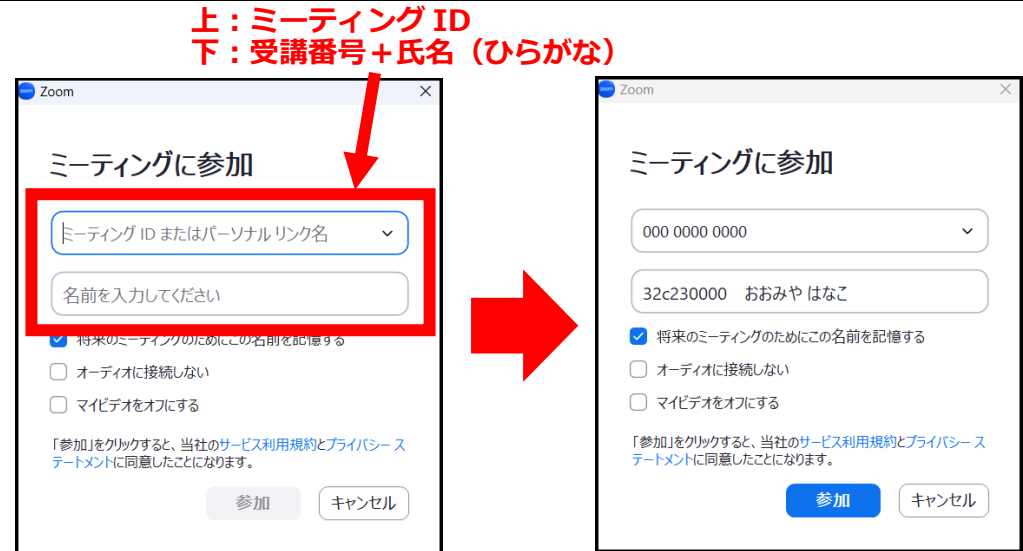 上：ミーティング ID
下：受講番号＋氏名（ひらがな）
zoom Zoom
ミーティングに参加
ミーティング ID またはパーソナル リンク名
名前を入力してください
将来のミーティングのためにこの名前を記憶する
オーディオに接続しない
マイビデオをオフにする
「参加」をクリックすると、当社のサービス利用規約とプライバシー ス
テートメントに同意したことになります。
参加 キャンセル
zoom Zoom
ミーティングに参加
000 0000 0000
32c230000　おおみや はなこ
将来のミーティングのためにこの名前を記憶する
オーディオに接続しない
マイビデオをオフにする
「参加」をクリックすると、当社のサービス利用規約とプライバシー ス
テートメントに同意したことになります。
参加 キャンセル